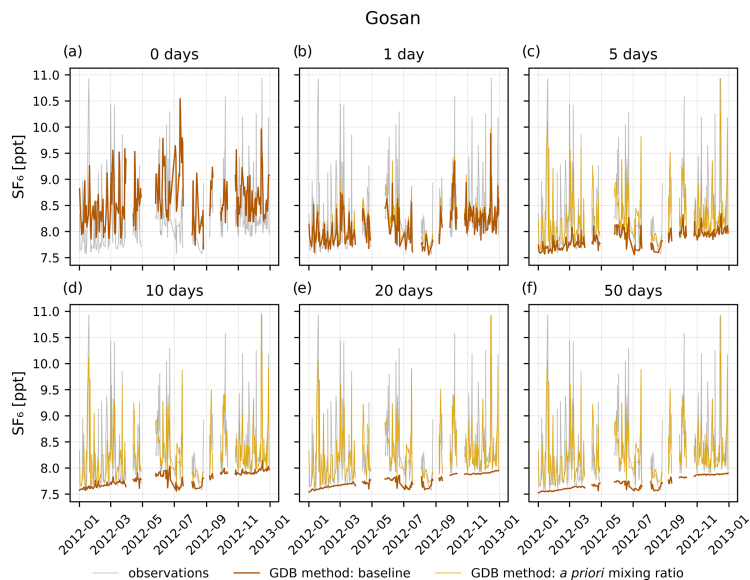 Gosan
(a) 0 days (b) 1 day (c) 5 days
SF₆ [ppt]
11.0
10.5
10.0
9.5
9.0
8.5
8.0
7.5
(d) 10 days (e) 20 days (f) 50 days
SF₆ [ppt]
11.0
10.5
10.0
9.5
9.0
8.5
8.0
7.5
2012-01 2012-03 2012-05 2012-07 2012-09 2012-11 2013-01 2012-01 2012-03 2012-05 2012-07 2012-09 2012-11 2013-01 2012-01 2012-03 2012-05 2012-07 2012-09 2012-11 2013-01
observations GDB method: baseline GDB method: a priori mixing ratio